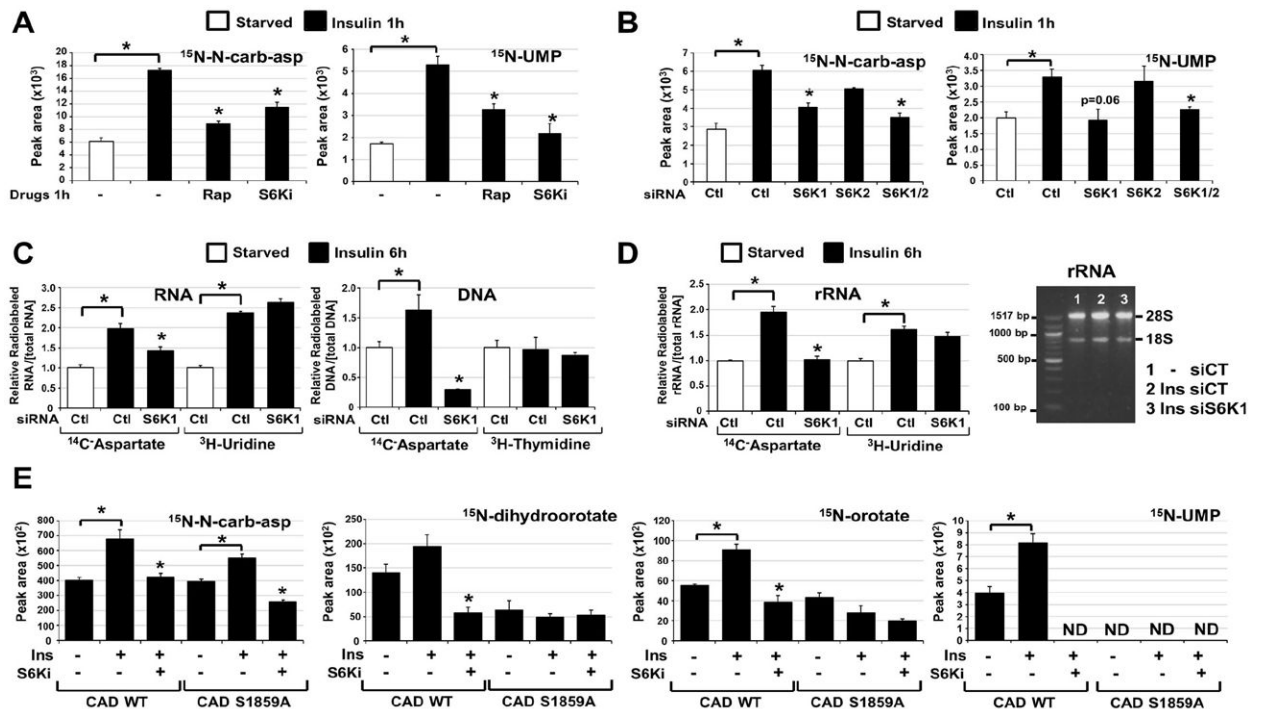 A
Starved Insulin 1h
Peak area (x10³)
20
18
16
14
12
10
8
6
4
2
0
¹⁵N-N-carb-asp
*
*
*
Drugs 1h - - Rap S6Ki
Peak area (x10³)
6
5
4
3
2
1
0
¹⁵N-UMP
*
*
*
- - Rap S6Ki
B
Starved Insulin 1h
Peak area (x10³)
7
6
5
4
3
2
1
0
¹⁵N-N-carb-asp
*
*
*
siRNA Ctl Ctl S6K1 S6K2 S6K1/2
Peak area (x10³)
4.0
3.5
3.0
2.5
2.0
1.5
1.0
0.5
0.
¹⁵N-UMP
*
p=0.06
*
Ctl Ctl S6K1 S6K2 S6K1/2
C
Starved Insulin 6h
Relative Radiolabeled
RNA/[total RNA]
3.0
2.5
2.0
1.5
1.0
0.5
0
RNA
*
*
*
siRNA Ctl Ctl S6K1 Ctl Ctl S6K1
¹⁴C-Aspartate ³H-Uridine
Relative Radiolabeled
DNA/[total DNA]
2.0
1.5
1.0
0.5
0
DNA
*
*
siRNA Ctl Ctl S6K1 Ctl Ctl S6K1
¹⁴C-Aspartate ³H-Thymidine
D
Starved Insulin 6h
Relative Radiolabeled
rRNA/[total rRNA]
2.5
2.0
1.5
1.0
0.5
0
rRNA
*
*
*
siRNA Ctl Ctl S6K1 Ctl Ctl S6K1
¹⁴C-Aspartate ³H-Uridine
rRNA
1 2 3
1517 bp
1000 bp
500 bp
100 bp
28S
18S
1 - siCT
2 Ins siCT
3 Ins siS6K1
E
Peak area (x10²)
800
700
600
500
400
300
200
100
0
¹⁵N-N-carb-asp
*
*
*
*
Ins - + + - + +
S6Ki + +
CAD WT CAD S1859A
Peak area (x10²)
250
200
150
100
50
0
¹⁵N-dihydroorotate
*
- + + - + +
+ +
CAD WT CAD S1859A
Peak area (x10²)
120
100
80
60
40
20
0
¹⁵N-orotate
*
*
Ins - + + - + +
S6Ki + +
CAD WT CAD S1859A
Peak area (x10²)
10
9
8
7
6
5
4
3
2
1
0
¹⁵N-UMP
*
ND ND ND ND
- + + - + +
+ +
CAD WT CAD S1859A